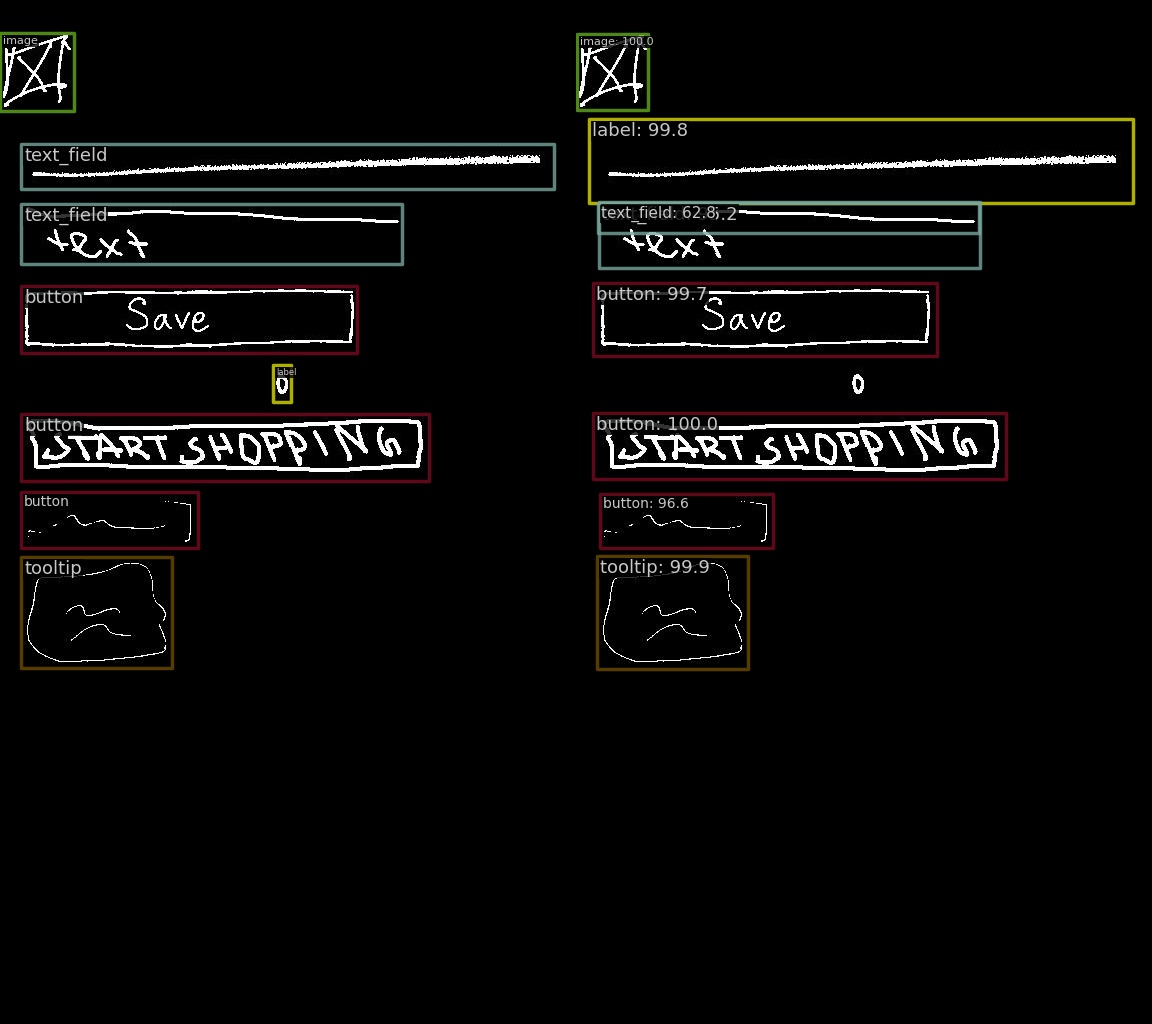 image
image: 100.0
label: 99.8
text_field
text_field
text_field: 62.8
.2
text
text
button
button: 99.7
Save
Save
label
0
0
button
button: 100.0
START SHOPPING
START SHOPPING
button
button: 96.6
tooltip
tooltip: 99.9